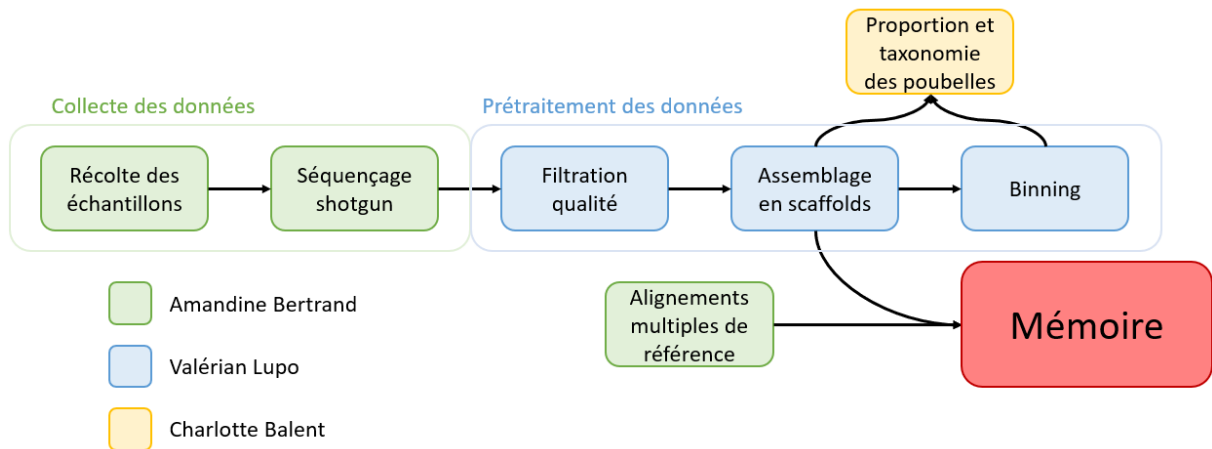 Proportion et
taxonomie
des poubelles
Collecte des données
Prétraitement des données
Récolte des
échantillons
Séquençage
shotgun
Filtration
qualité
Assemblage
en scaffolds
Binning
Alignements
multiples de
référence
Mémoire
Amandine Bertrand
Valérian Lupo
Charlotte Balent